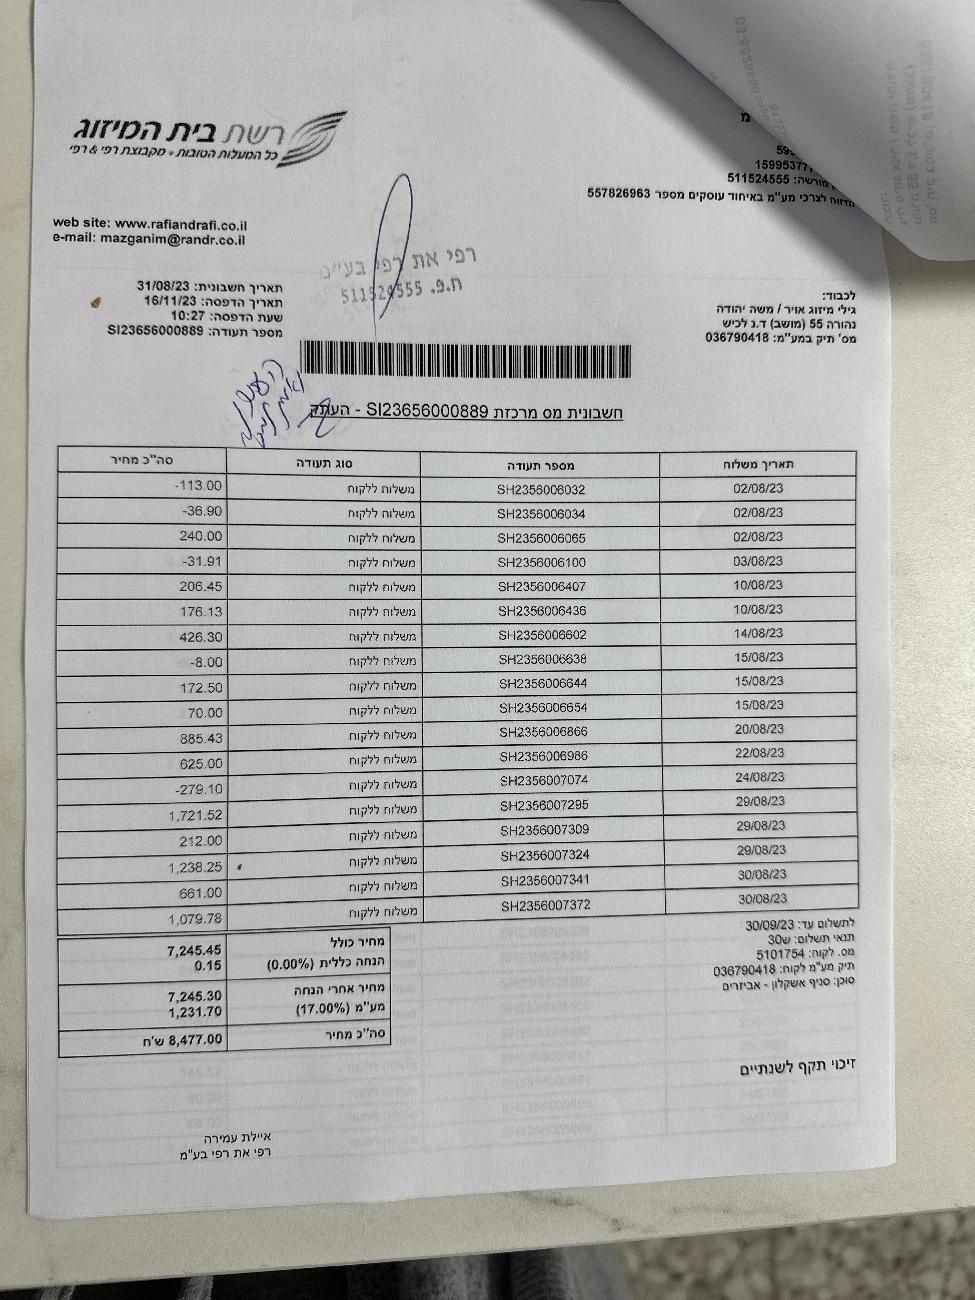 רשת בית המיזוג
כל המעלות הטובות • מקבוצת רפי & רפי
15995377
מורשה: 511524555
מדווח לצרכי מע"מ באיחוד עוסקים מספר 557826963
web site: www.rafiandrafi.co.il
e-mail: mazganim@randr.co.il
רפי את רפי בע"מ
ח.פ. 511524555
תאריך חשבונית: 31/08/23
תאריך הדפסה: 16/11/23
שעת הדפסה: 10:27
מספר תעודה: SI23656000889
לכבוד:
גילי מיזוג אויר / משה יהודה
נהורה 55 (מושב) ד.נ לכיש
מס' תיק במע"מ: 036790418
חשבונית מס מרכזת SI23656000889 - העתק
תאריך משלוח מספר תעודה סוג תעודה סה"כ מחיר
02/08/23 SH2356006032 משלוח ללקוח -113.00
02/08/23 SH2356006034 משלוח ללקוח -36.90
02/08/23 SH2356006065 משלוח ללקוח 240.00
03/08/23 SH2356006100 משלוח ללקוח -31.91
10/08/23 SH2356006407 משלוח ללקוח 206.45
10/08/23 SH2356006436 משלוח ללקוח 176.13
14/08/23 SH2356006602 משלוח ללקוח 426.30
15/08/23 SH2356006638 משלוח ללקוח -8.00
15/08/23 SH2356006644 משלוח ללקוח 172.50
15/08/23 SH2356006654 משלוח ללקוח 70.00
20/08/23 SH2356006866 משלוח ללקוח 885.43
22/08/23 SH2356006986 משלוח ללקוח 625.00
24/08/23 SH2356007074 משלוח ללקוח -279.10
29/08/23 SH2356007295 משלוח ללקוח 1,721.52
29/08/23 SH2356007309 משלוח ללקוח 212.00
29/08/23 SH2356007324 משלוח ללקוח 1,238.25
30/08/23 SH2356007341 משלוח ללקוח 661.00
30/08/23 SH2356007372 משלוח ללקוח 1,079.78
לתשלום עד: 30/09/23
תנאי תשלום: ש30
מס. לקוח: 5101754
תיק מע"מ לקוח: 036790418
סוכן: סניף אשקלון - אביזרים
מחיר כולל 7,245.45
הנחה כללית (0.00%) 0.15
מחיר אחרי הנחה 7,245.30
מע"מ (17.00%) 1,231.70
סה"כ מחיר 8,477.00 ש'ח
זיכוי תקף לשנתיים
איילת עמירה
רפי את רפי בע"מ